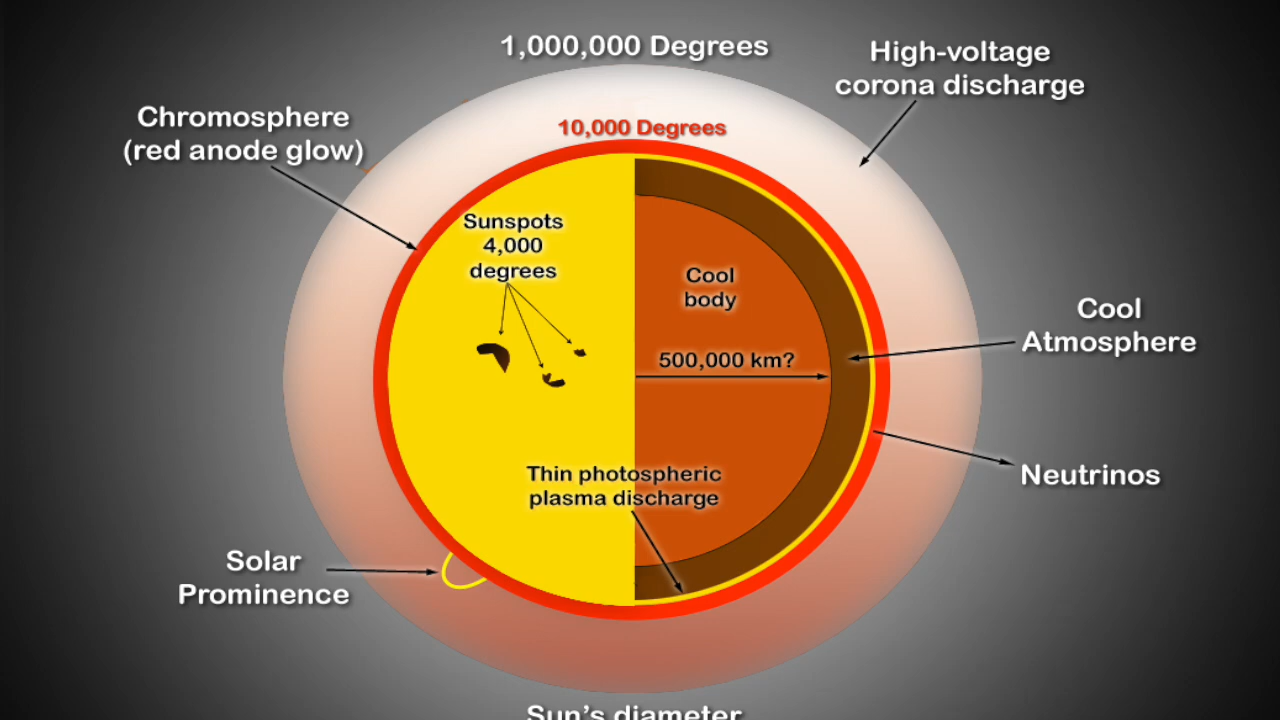 1,000,000 Degrees
High-voltage
corona discharge
Chromosphere
(red anode glow)
10,000 Degrees
Sunspots
4,000
degrees
Cool
body
Cool
Atmosphere
500,000 km?
Thin photospheric
plasma discharge
Neutrinos
Solar
Prominence
Sun's diameter